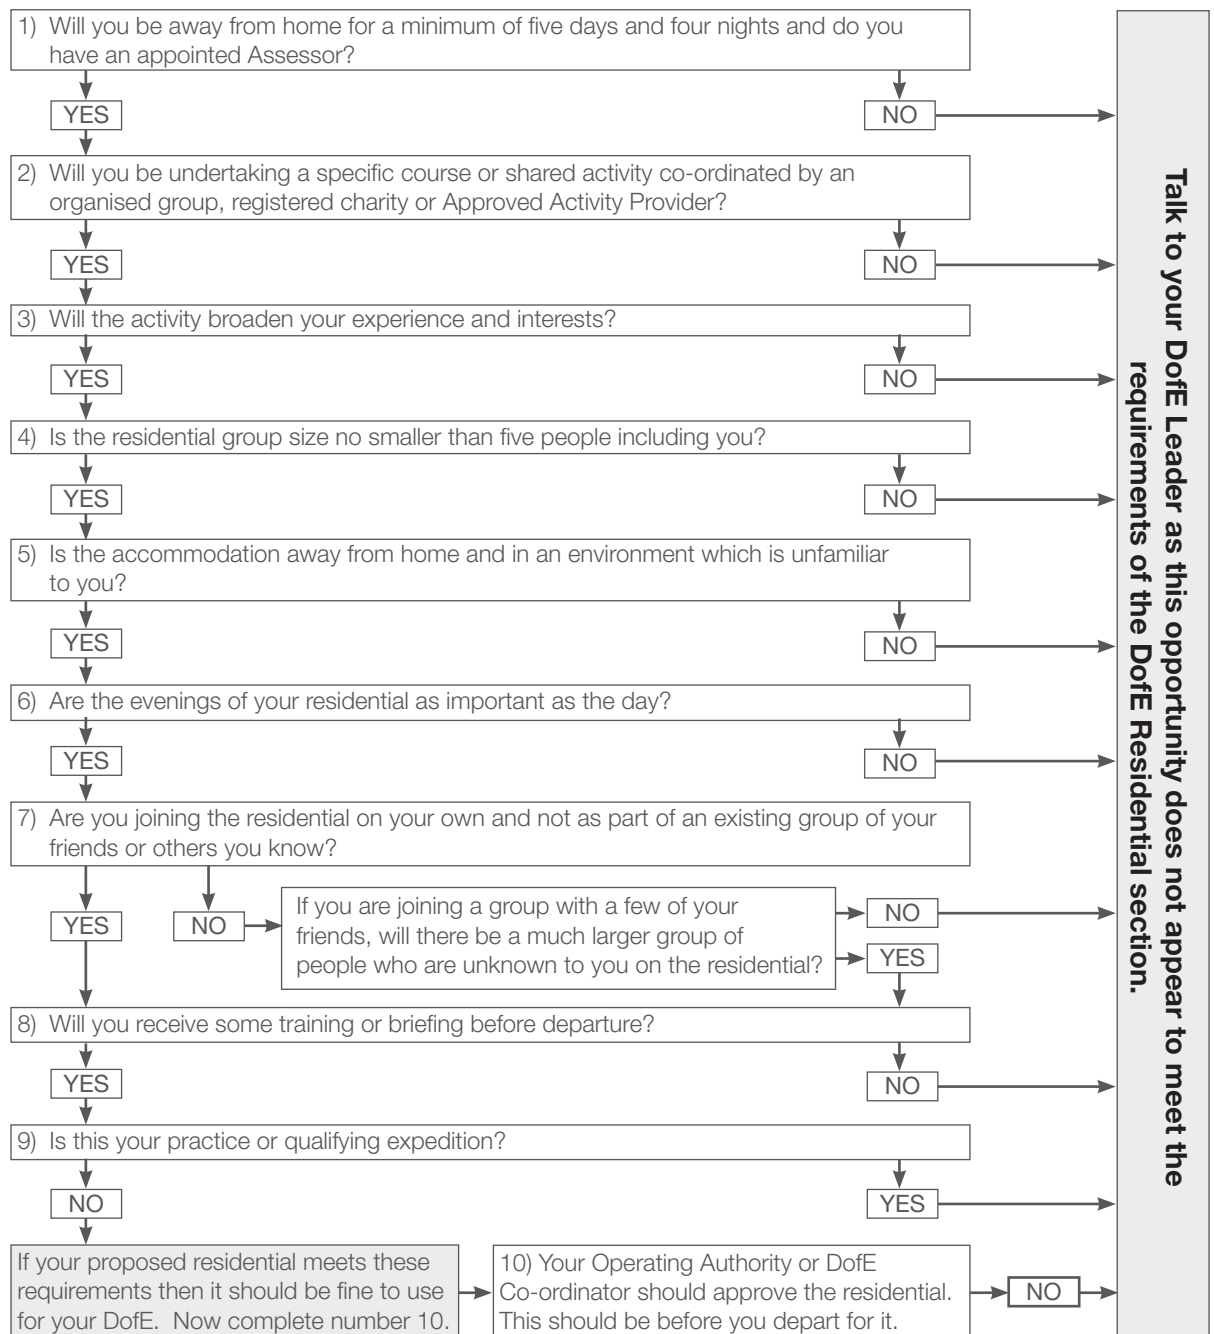 1) Will you be away from home for a minimum of five days and four nights and do you
have an appointed Assessor?
YES
NO
2) Will you be undertaking a specific course or shared activity co-ordinated by an
organised group, registered charity or Approved Activity Provider?
YES
NO
3) Will the activity broaden your experience and interests?
YES
NO
4) Is the residential group size no smaller than five people including you?
YES
NO
5) Is the accommodation away from home and in an environment which is unfamiliar
to you?
YES
NO
6) Are the evenings of your residential as important as the day?
YES
NO
7) Are you joining the residential on your own and not as part of an existing group of your
friends or others you know?
YES
NO
If you are joining a group with a few of your
friends, will there be a much larger group of
people who are unknown to you on the residential?
NO
YES
8) Will you receive some training or briefing before departure?
YES
NO
9) Is this your practice or qualifying expedition?
NO
YES
If your proposed residential meets these
requirements then it should be fine to use
for your DofE. Now complete number 10.
10) Your Operating Authority or DofE
Co-ordinator should approve the residential.
This should be before you depart for it.
NO
Talk to your DofE Leader as this opportunity does not appear to meet the
requirements of the DofE Residential section.